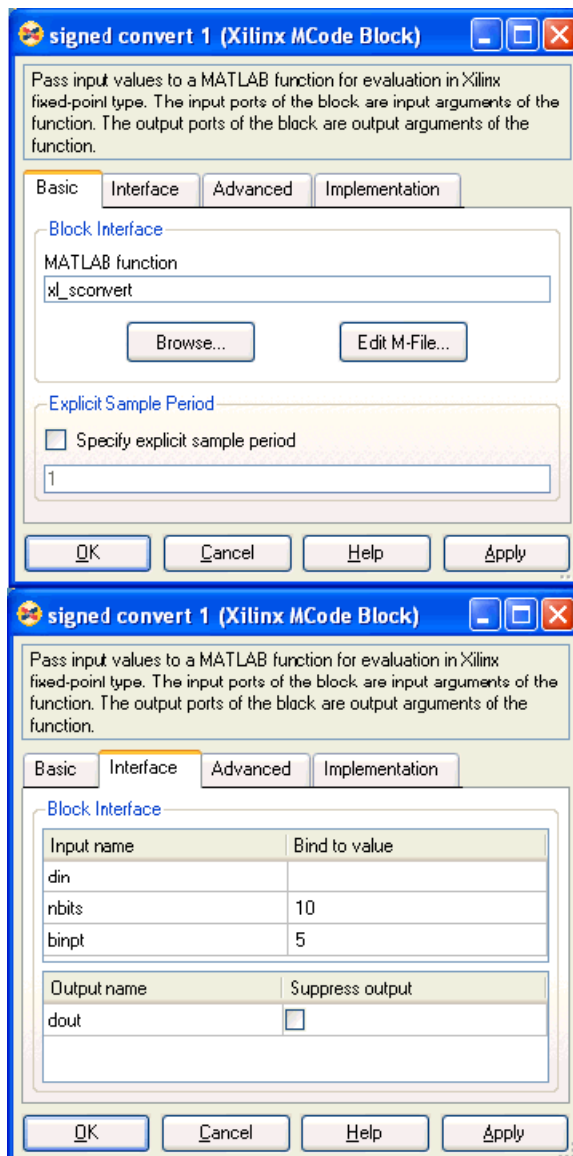 signed convert 1 (Xilinx MCode Block)
Pass input values to a MATLAB function for evaluation in Xilinx
fixed-point type. The input ports of the block are input arguments of the
function. The output ports of the block are output arguments of the
function.
Basic Interface Advanced Implementation
Block Interface
MATLAB function
xl_sconvert
Browse... Edit M-File...
Explicit Sample Period
Specify explicit sample period
1
OK Cancel Help Apply
signed convert 1 (Xilinx MCode Block)
Pass input values to a MATLAB function for evaluation in Xilinx
fixed-point type. The input ports of the block are input arguments of the
function. The output ports of the block are output arguments of the
function.
Basic Interface Advanced Implementation
Block Interface
Input name Bind to value
din
nbits 10
binpt 5
Output name Suppress output
dout
OK Cancel Help Apply